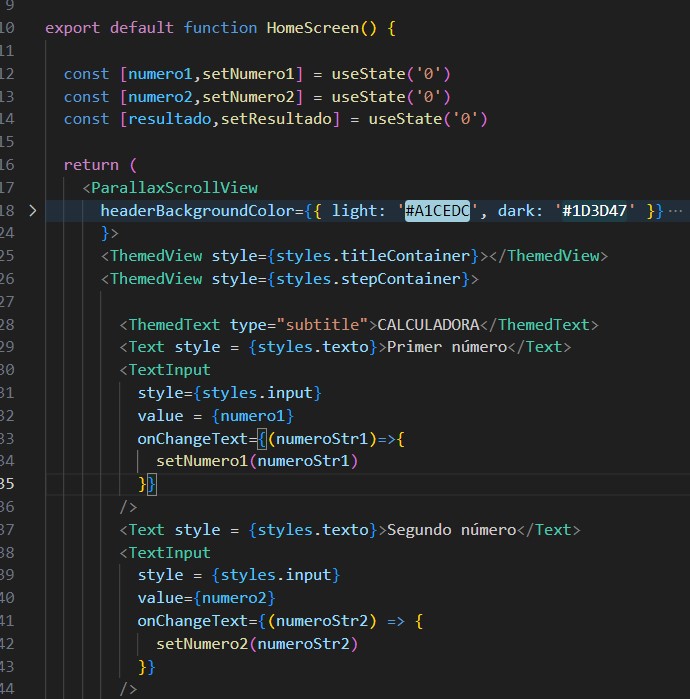 9
10 export default function HomeScreen() {
11
12 const [numero1,setNumero1] = useState('0')
13 const [numero2,setNumero2] = useState('0')
14 const [resultado,setResultado] = useState('0')
15
16 return (
17 <ParallaxScrollView
18 headerBackgroundColor={{ light: '#A1CEDC', dark: '#1D3D47' }}...
24 }>
25 <ThemedView style={styles.titleContainer}></ThemedView>
26 <ThemedView style={styles.stepContainer}>
27
28 <ThemedText type="subtitle">CALCULADORA</ThemedText>
29 <Text style = {styles.texto}>Primer número</Text>
30 <TextInput
31 style={styles.input}
32 value = {numero1}
33 onChangeText={(numeroStr1)=>{
34 setNumero1(numeroStr1)
35 }}
36 />
37 <Text style = {styles.texto}>Segundo número</Text>
38 <TextInput
39 style = {styles.input}
40 value={numero2}
41 onChangeText={(numeroStr2) => {
42 setNumero2(numeroStr2)
43 }}
44 />